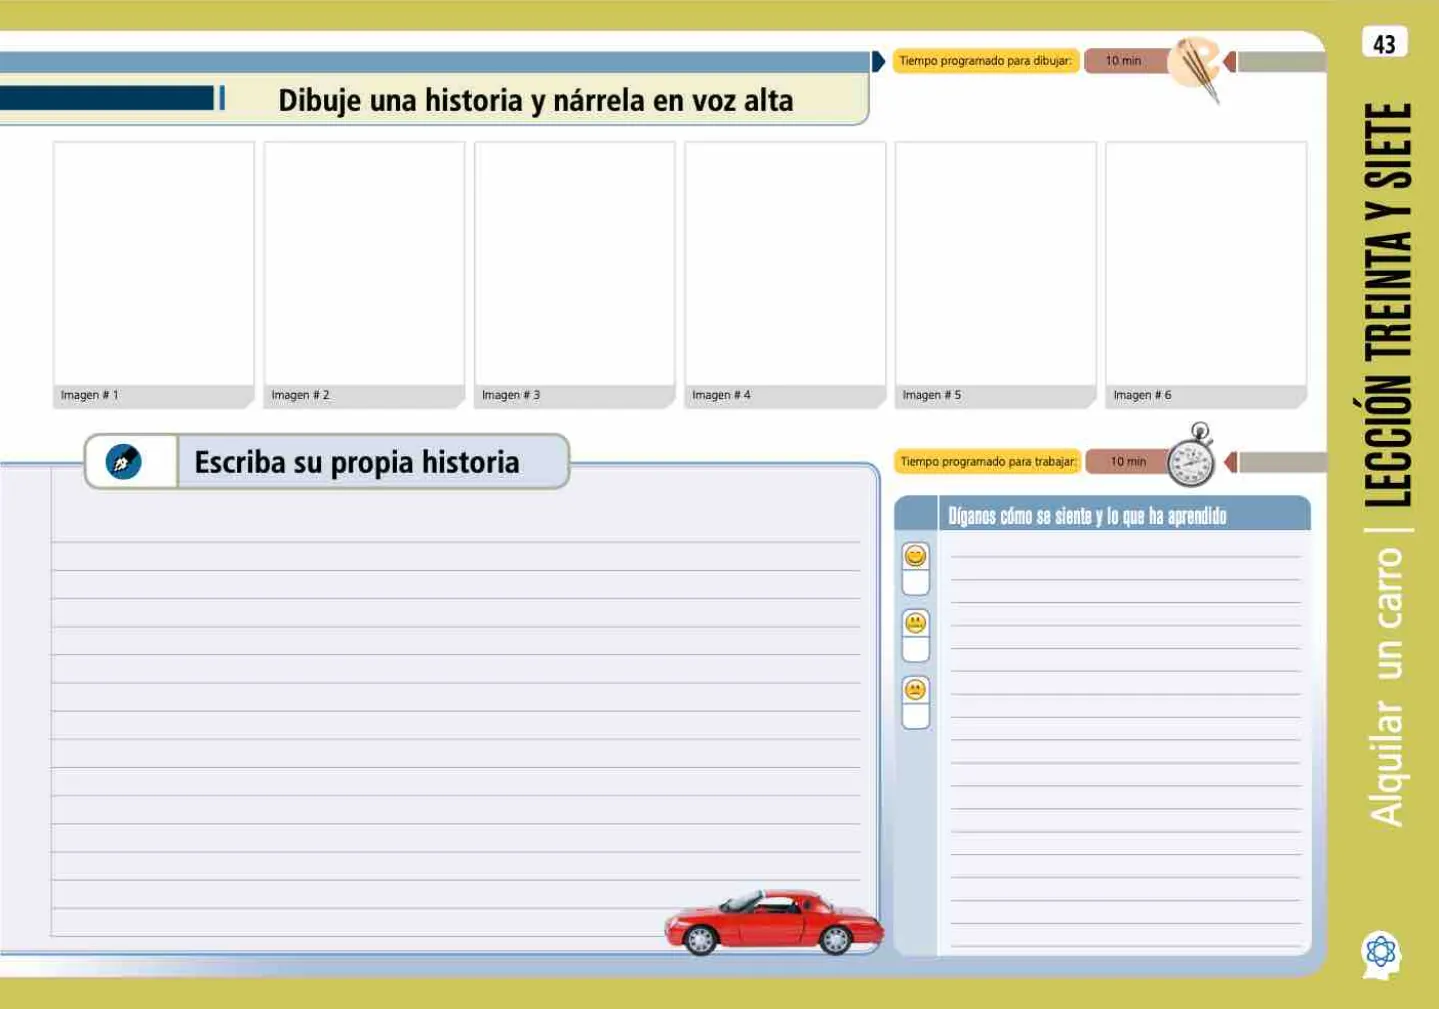 43
Tiempo programado para dibujar:
10 min
Dibuje una historia y nárrela en voz alta
Imagen # 1
Imagen # 2
Imagen # 3
Imagen # 4
Imagen # 5
Imagen # 6
Escriba su propia historia
Tiempo programado para trabajar:
10 min
Díganos cómo se siente y lo que ha aprendido
Alquilar un carro | LECCIÓN TREINTA Y SIETE